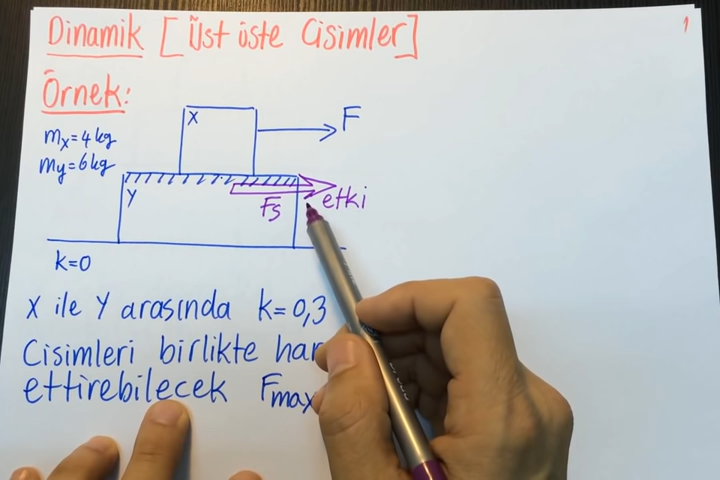 Dinamik [Üst üste Cisimler]
1
Örnek:
X
F
mx=4kg
my=6kg
Y
Fs
etki
k=0
X ile Y arasında k=0,3
Cisimleri birlikte har
ettirebilecek Fmax